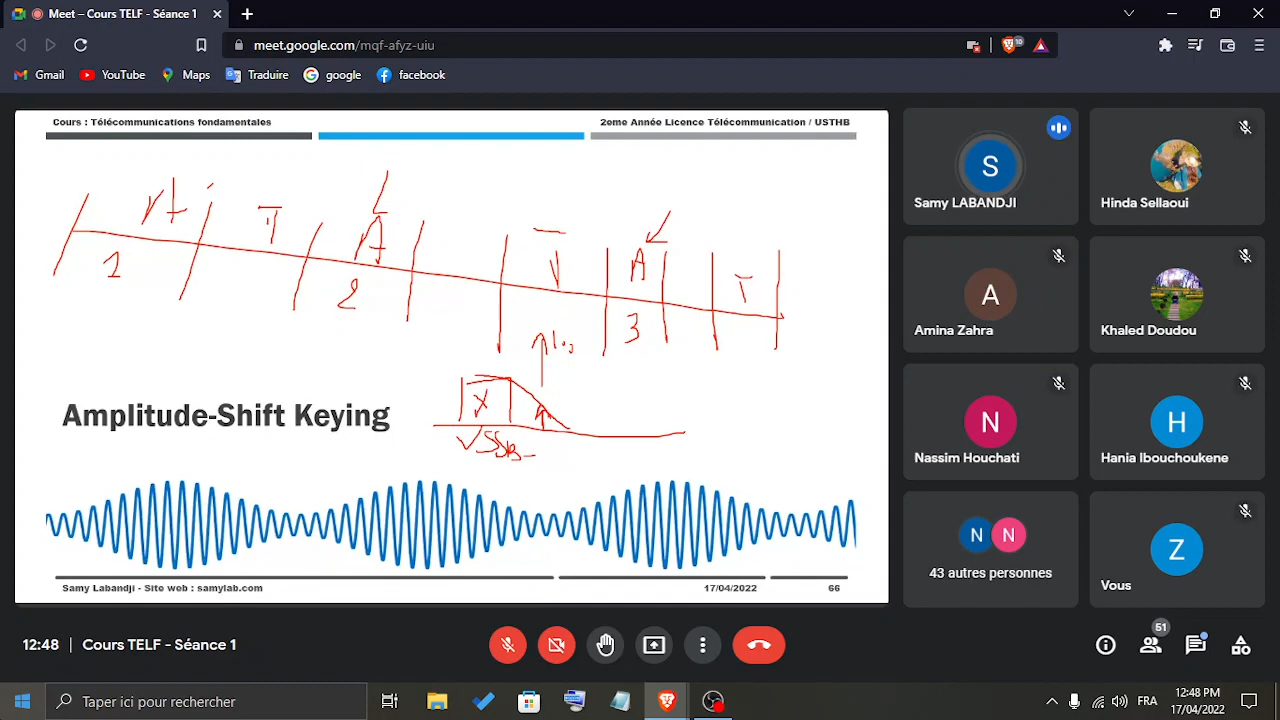 Meet – Cours TELF - Séance 1
meet.google.com/mqf-afyz-uiu
10
Gmail
YouTube
Maps
Traduire
google
facebook
Cours : Télécommunications fondamentales
2eme Année Licence Télécommunication / USTHB
T
A
T
A
T
1
2
3
X
Amplitude-Shift Keying
Samy Labandji - Site web : samylab.com
17/04/2022
66
S
Samy LABANDJI
Hinda Sellaoui
A
Amina Zahra
Khaled Doudou
N
Nassim Houchati
H
Hania Ibouchoukene
N
N
43 autres personnes
Z
Vous
12:48
Cours TELF - Séance 1
51
Taper ici pour rechercher
FRA
12:48 PM
17/04/2022